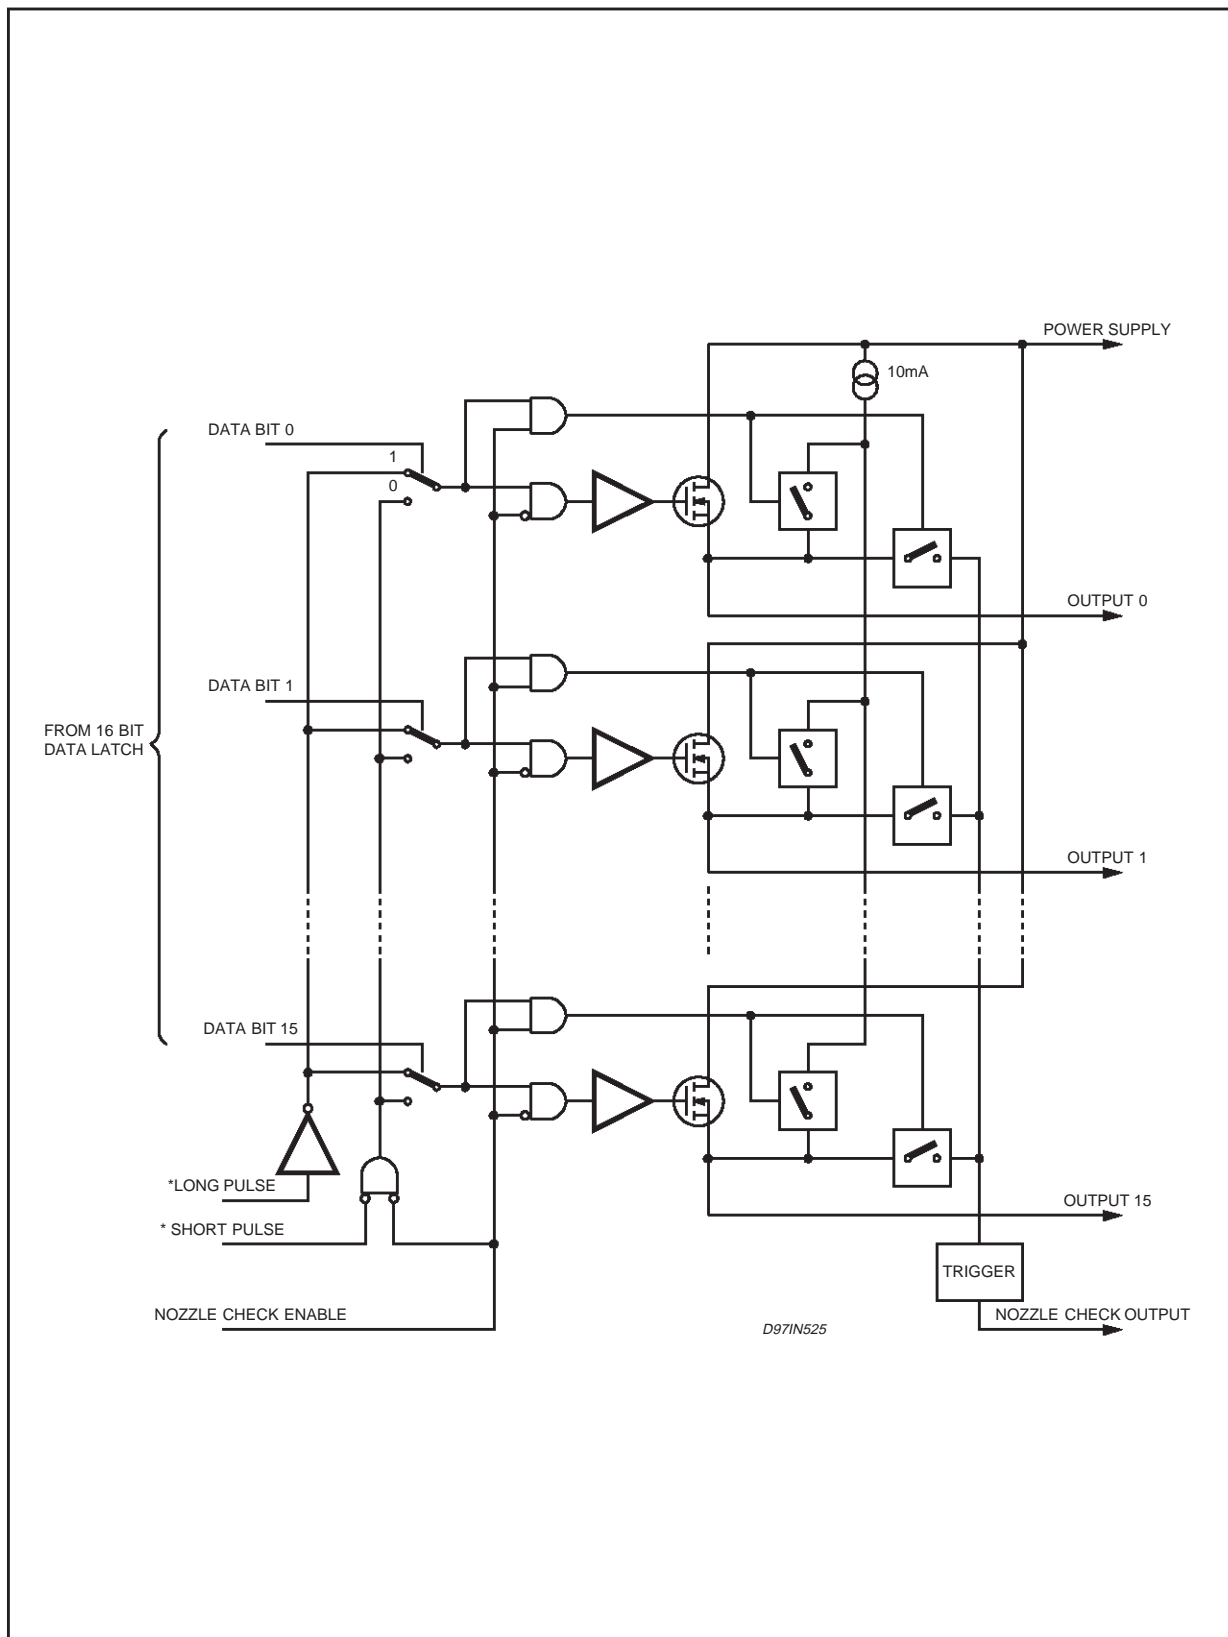 POWER SUPPLY
10mA
DATA BIT 0
1
0
OUTPUT 0
DATA BIT 1
FROM 16 BIT
DATA LATCH
OUTPUT 1
DATA BIT 15
*LONG PULSE
* SHORT PULSE
OUTPUT 15
TRIGGER
NOZZLE CHECK ENABLE
NOZZLE CHECK OUTPUT
D97IN525